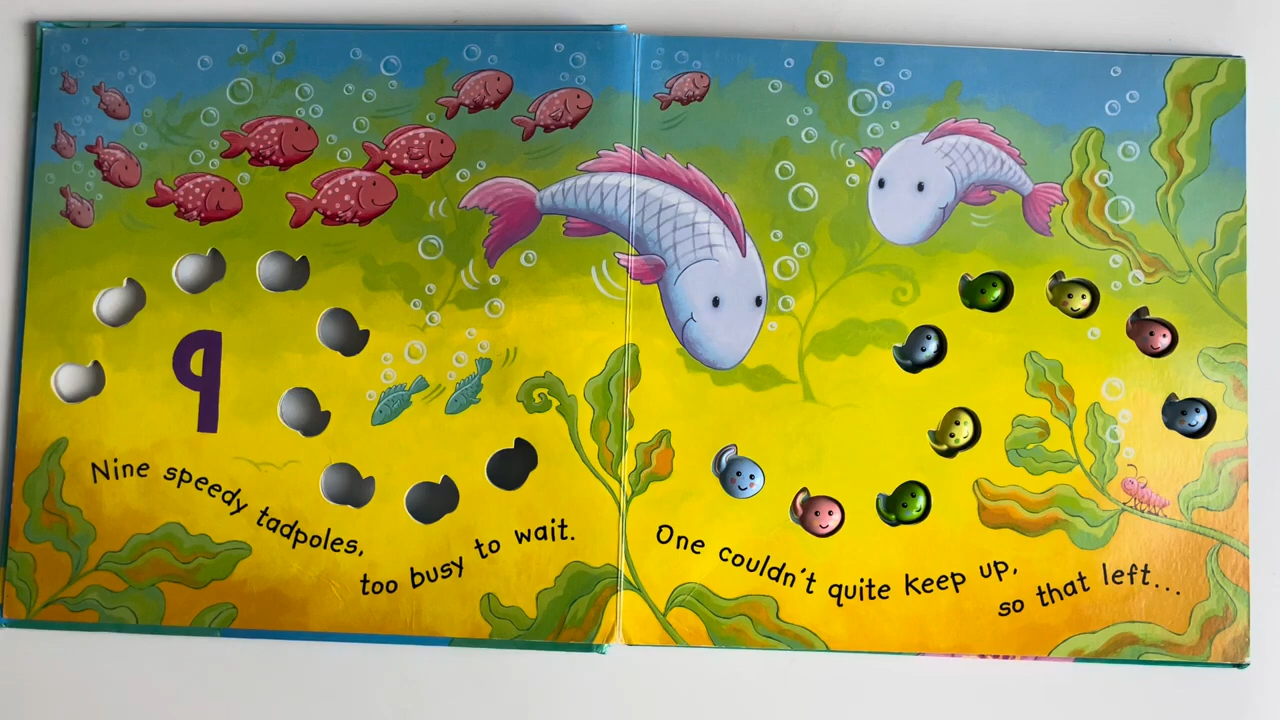 9
Nine speedy tadpoles,
too busy to wait.
One couldn't quite keep up,
so that left...